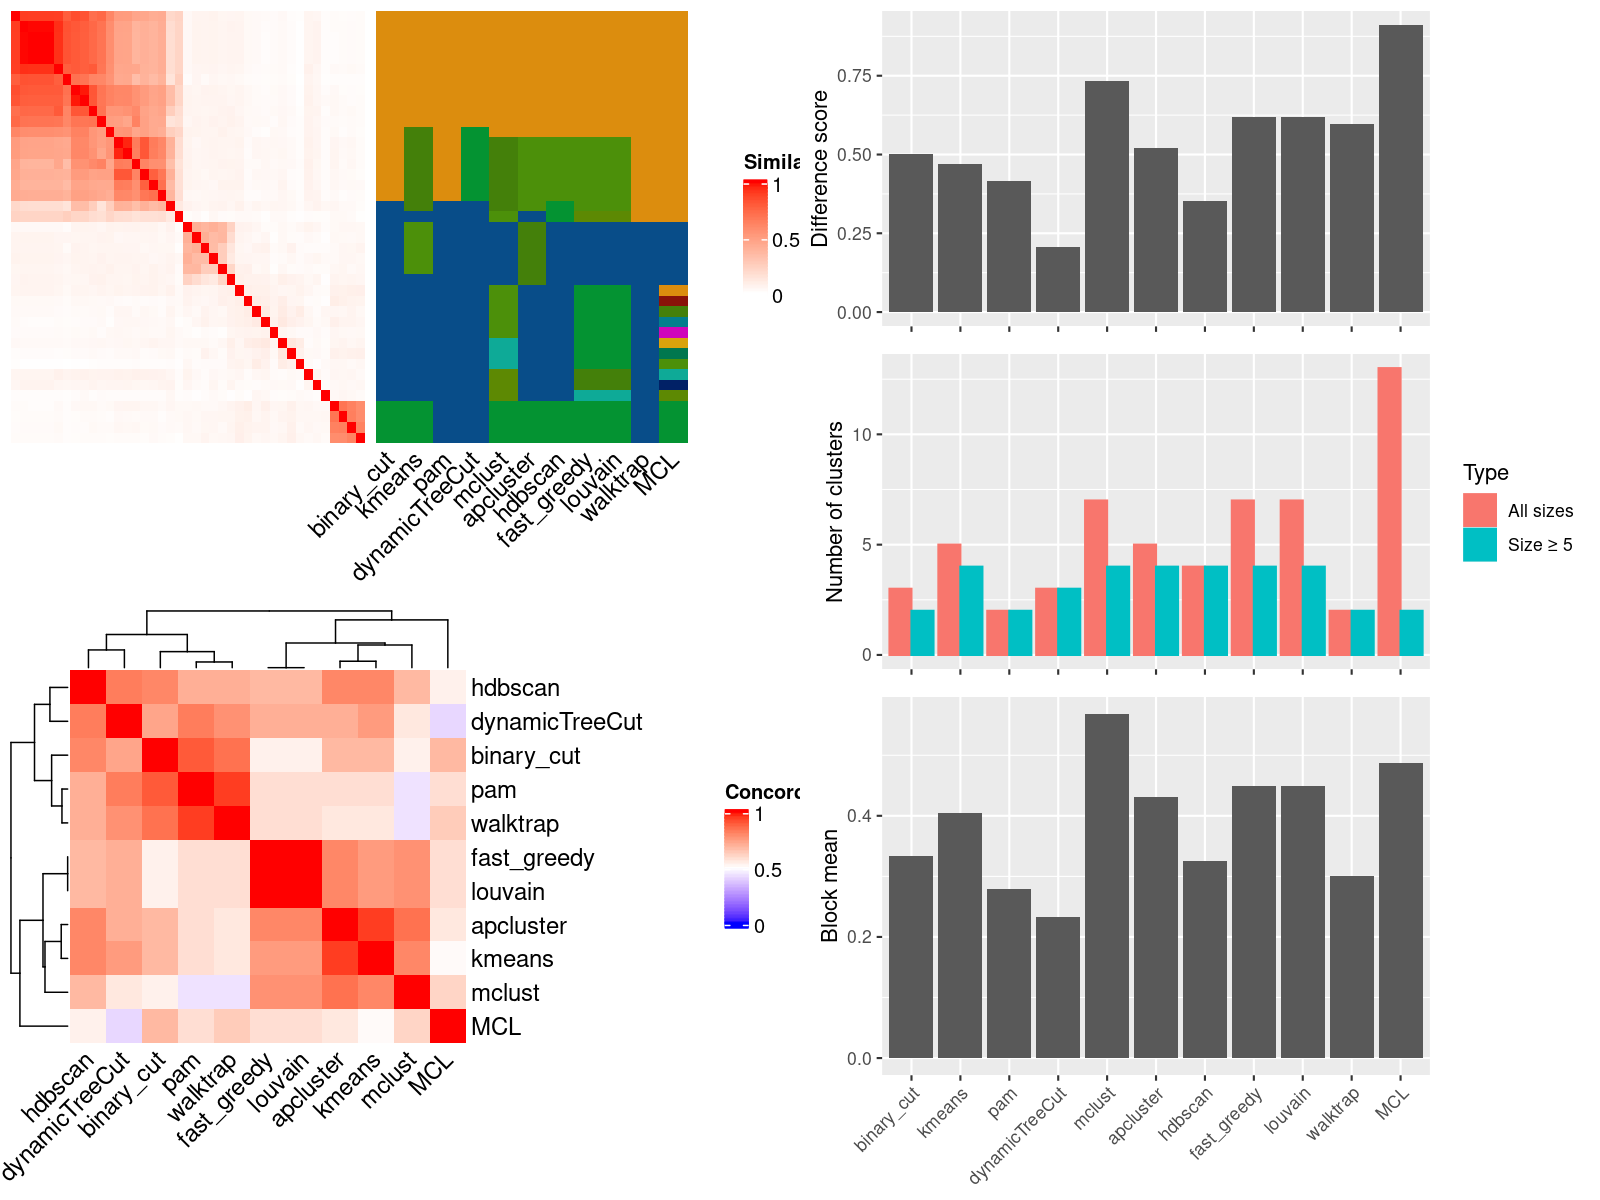 Simila
1
0.5
0
binary_cut
kmeans
pam
dynamicTreeCut
mclust
apcluster
hdbscan
fast_greedy
louvain
walktrap
MCL
hdbscan
dynamicTreeCut
binary_cut
pam
walktrap
fast_greedy
louvain
apcluster
kmeans
mclust
MCL
hdbscan
dynamicTreeCut
binary_cut
pam
walktrap
fast_greedy
louvain
apcluster
kmeans
mclust
MCL
Concord
1
0.5
0
Difference score
0.75
0.50
0.25
0.00
Number of clusters
10
5
0
Type
All sizes
Size ≥ 5
Block mean
0.4
0.2
0.0
binary_cut
kmeans
pam
dynamicTreeCut
mclust
apcluster
hdbscan
fast_greedy
louvain
walktrap
MCL